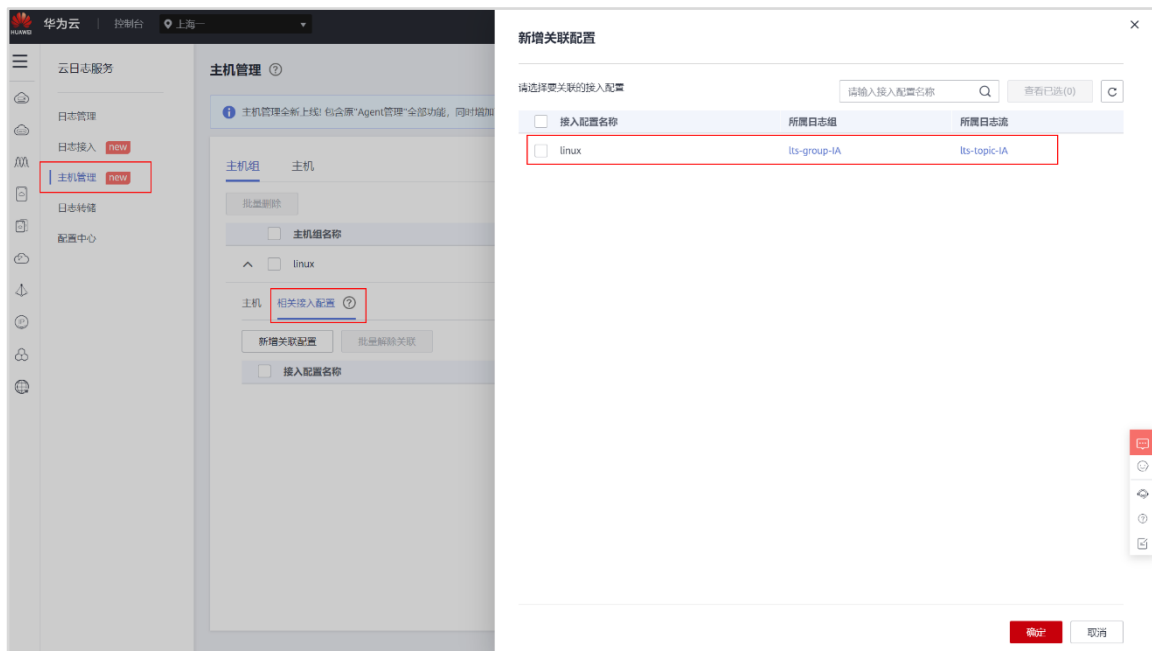 HUAWEI
华为云 | 控制台 上海一
云日志服务
日志管理
日志接入 new
主机管理 new
日志转储
配置中心
主机管理
主机管理全新上线! 包含原"Agent管理"全部功能, 同时增加
主机组 主机
批量删除
主机组名称
linux
主机 相关接入配置
新增关联配置 批量解除关联
接入配置名称
新增关联配置
请选择要关联的接入配置
请输入接入配置名称 查看已选(0)
接入配置名称 所属日志组 所属日志流
linux lts-group-IA lts-topic-IA
确定 取消